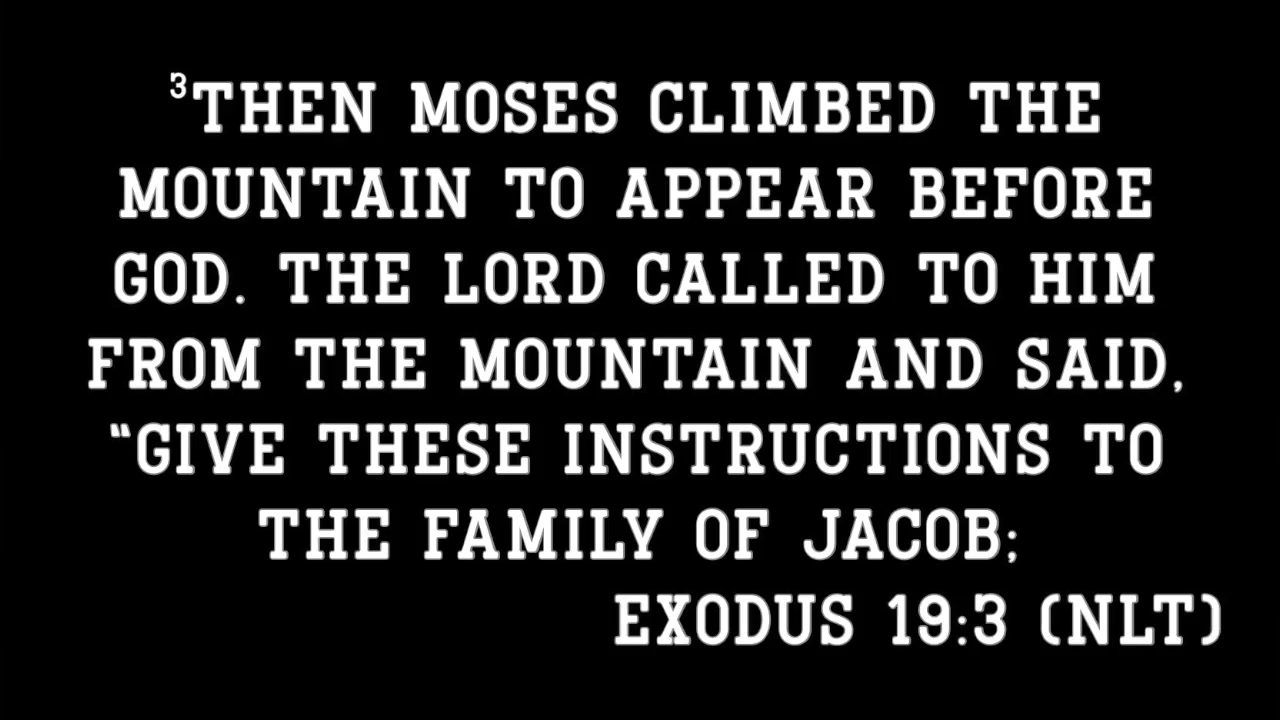 ³THEN MOSES CLIMBED THE
MOUNTAIN TO APPEAR BEFORE
GOD. THE LORD CALLED TO HIM
FROM THE MOUNTAIN AND SAID,
“GIVE THESE INSTRUCTIONS TO
THE FAMILY OF JACOB;
EXODUS 19:3 (NLT)